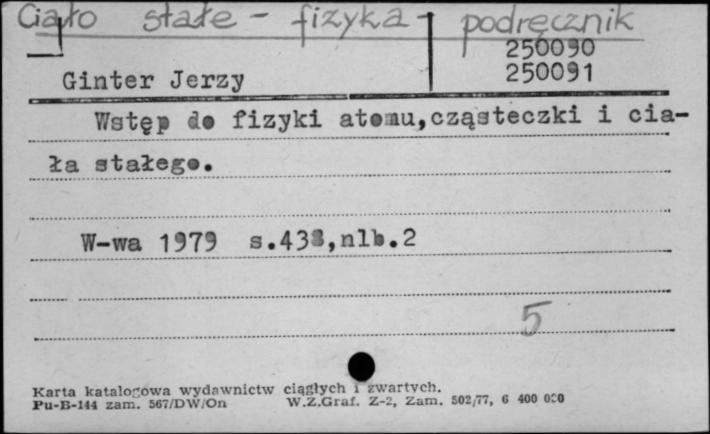 Ciało stałe - fizyka - podręcznik
250090
Ginter Jerzy 250091
Wstęp do fizyki atomu,cząsteczki i cia-
ła stałego.
W-wa 1979 s.438,nlb.2
5
Karta katalogowa wydawnictw ciągłych i zwartych.
Pu-B-144 zam. 567/DW/On W.Z.Graf. Z-2, Zam. 502/77, 6 400 000